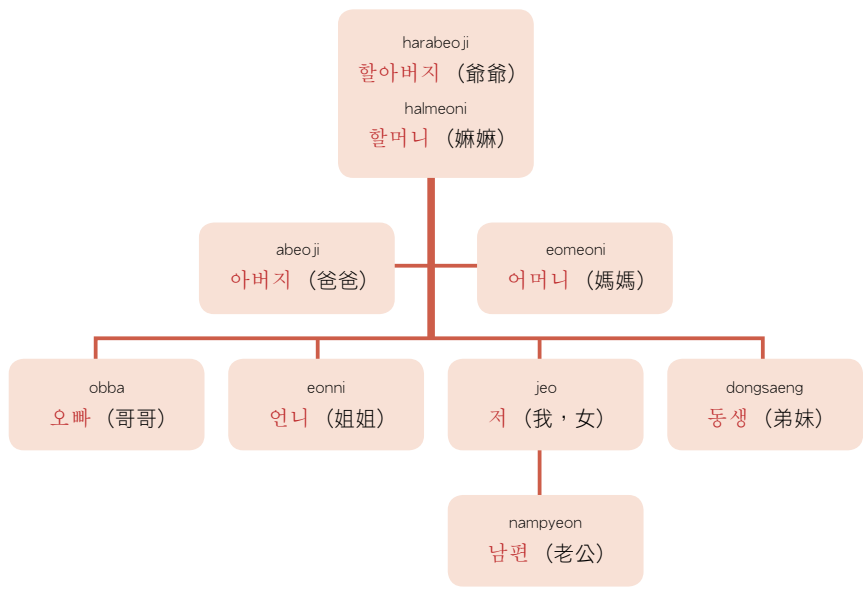 harabeoji
할아버지（爺爺）
halmeoni
할머니（嫲嫲）
abeoji
아버지（爸爸）
eomeoni
어머니（媽媽）
obba
오빠（哥哥）
eonni
언니（姐姐）
jeo
저（我，女）
dongsaeng
동생（弟妹）
nampyeon
남편（老公）